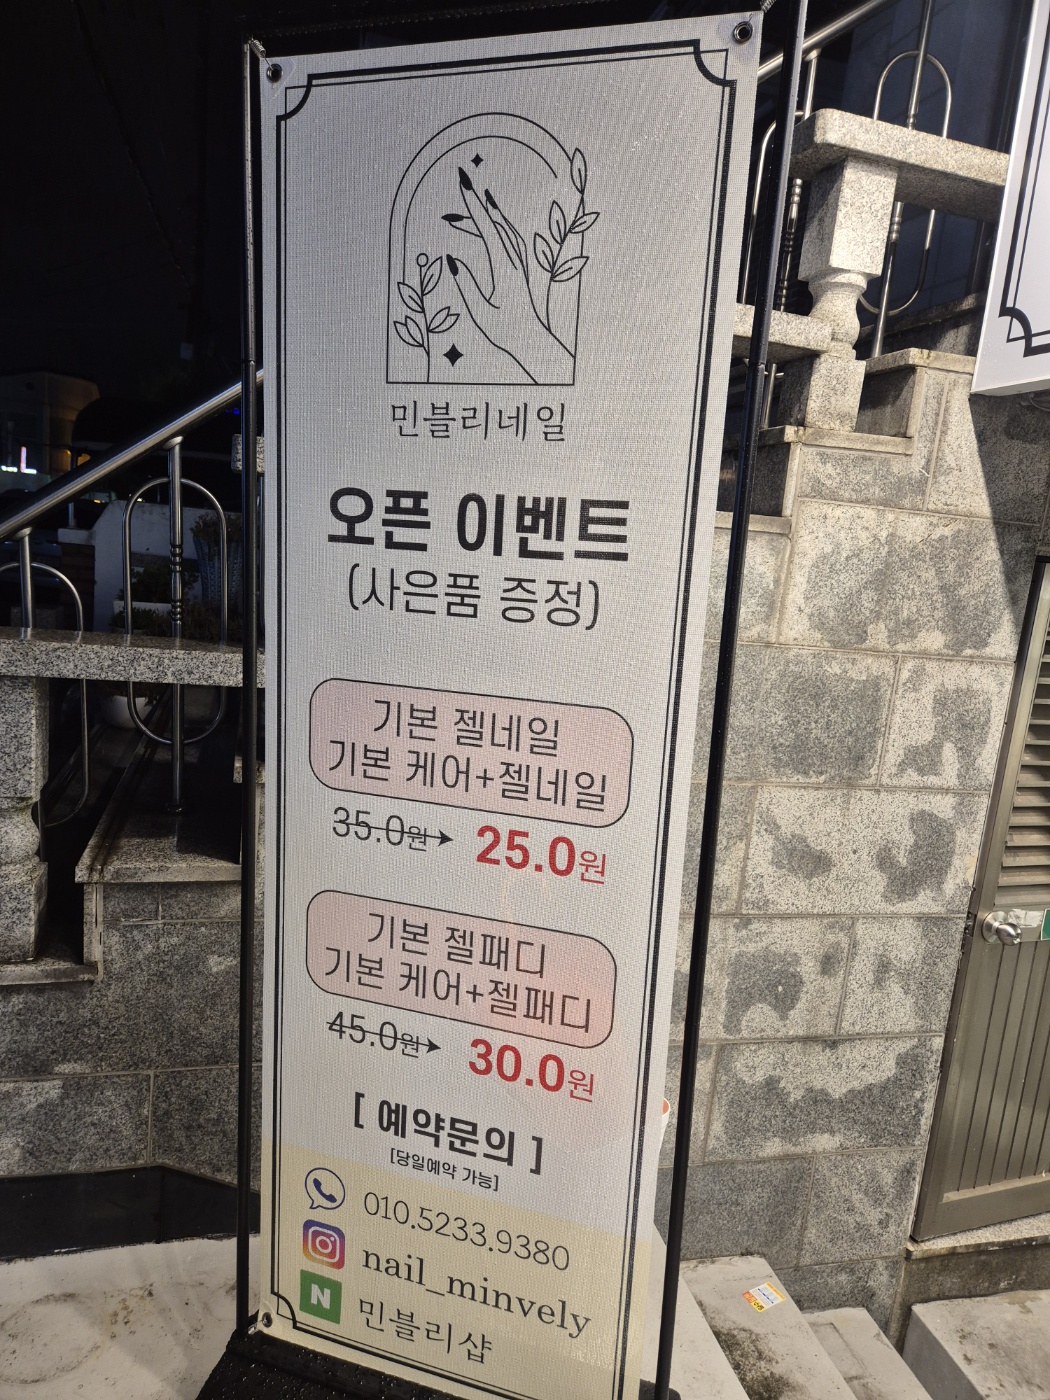 민블리네일
오픈 이벤트
(사은품 증정)
기본 젤네일
기본 케어+젤네일
35.0원➤ 25.0원
기본 젤패디
기본 케어+젤패디
45.0원➤ 30.0원
[ 예약문의 ]
[당일예약 가능]
010.5233.9380
nail_minvely
N 민블리샵